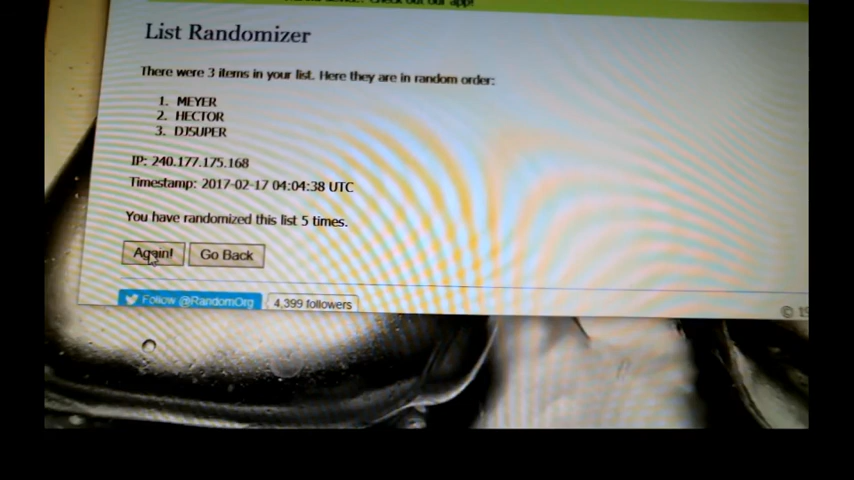 List Randomizer
There were 3 items in your list. Here they are in random order:
1. MEYER
2. HECTOR
3. DJSUPER
IP: 240.177.175.168
Timestamp: 2017-02-17 04:04:38 UTC
You have randomized this list 5 times.
Again! Go Back
Follow @RandomOrg 4,399 followers
©